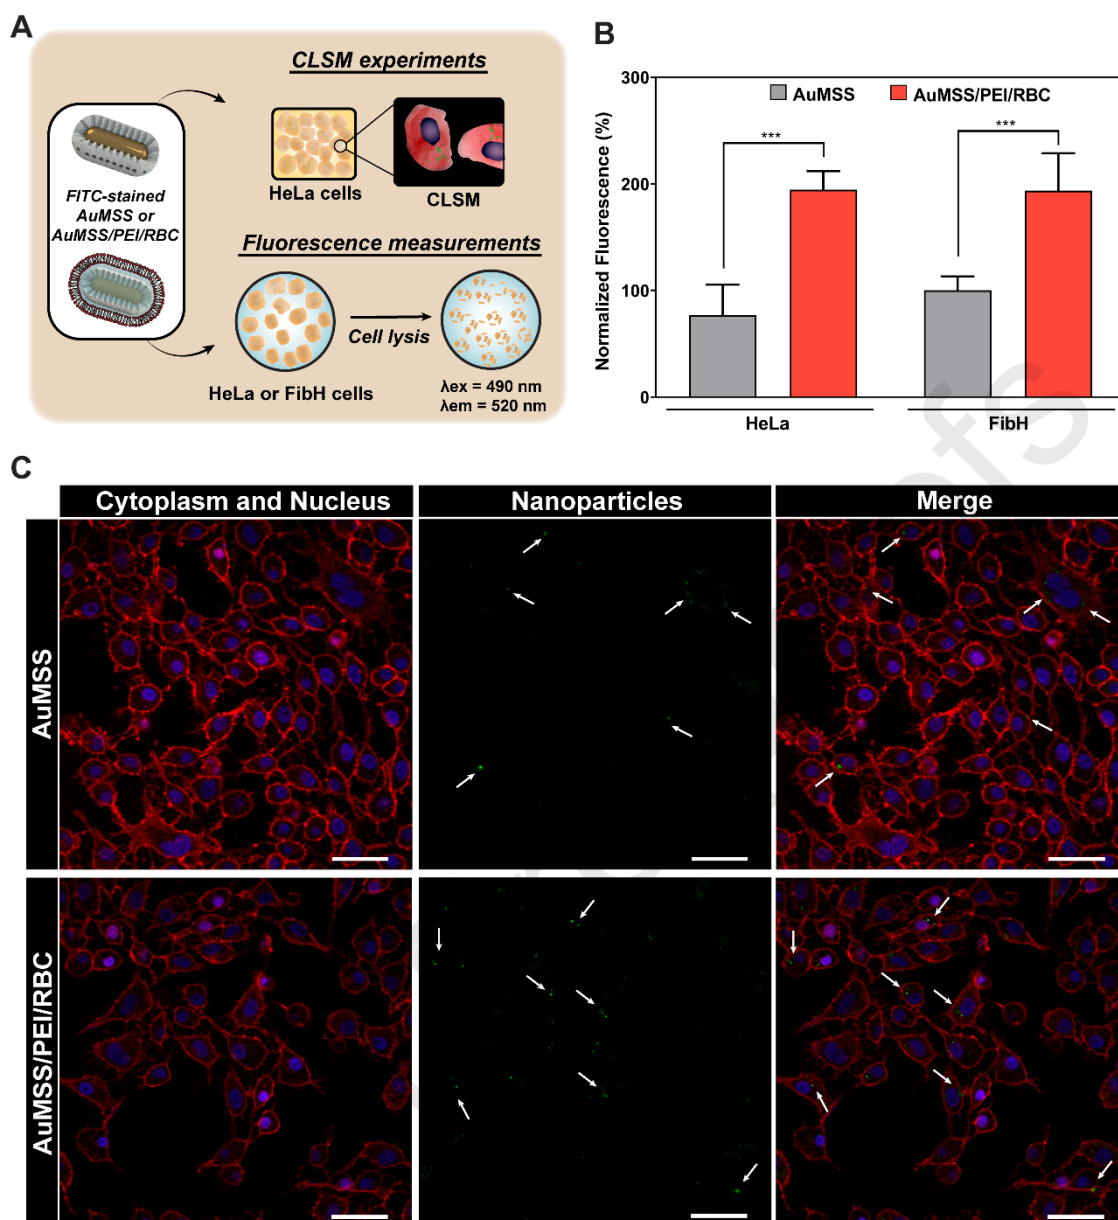 A
CLSM experiments
HeLa cells
CLSM
FITC-stained
AuMSS or
AuMSS/PEI/RBC
Fluorescence measurements
Cell lysis
HeLa or FibH cells
λex = 490 nm
λem = 520 nm
B
Normalized Fluorescence (%)
300
200
100
0
AuMSS
AuMSS/PEI/RBC
***
***
HeLa
FibH
C
Cytoplasm and Nucleus
Nanoparticles
Merge
AuMSS
AuMSS/PEI/RBC